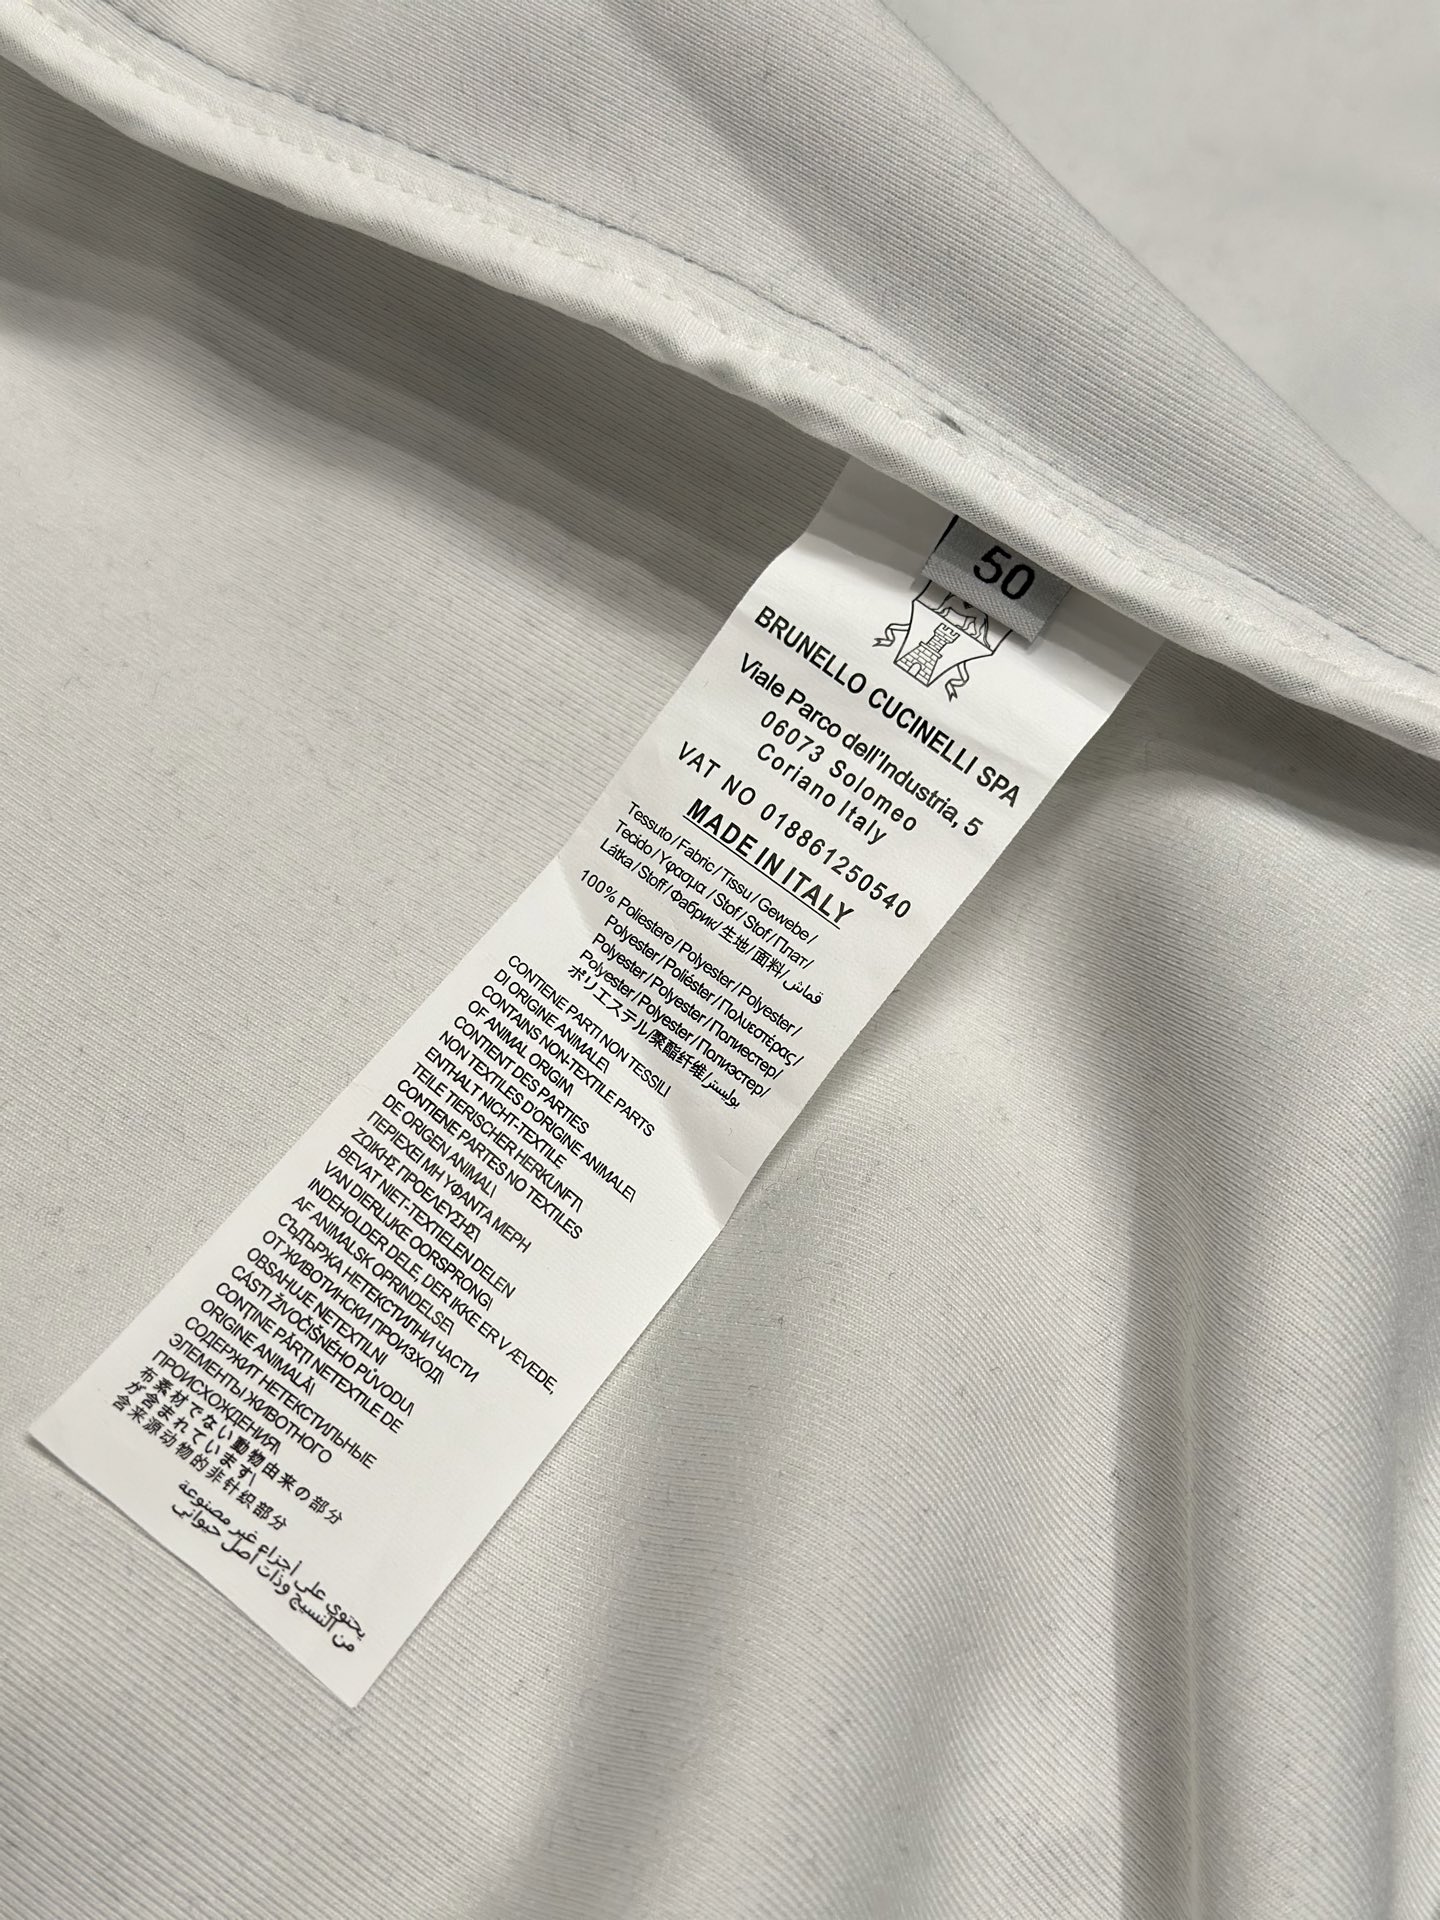 50
BRUNELLO CUCINELLI SPA
Viale Parco dell'Industria, 5
06073 Solomeo
Coriano Italy
VAT NO 018861250540
MADE IN ITALY
Tessuto / Fabric / Tissu / Gewebe /
Tecido / Υφασμα / Stof / Stof / Плат/
Látka / Stoff / Фабрик/ 生地 / 面料/ قماش
100% Poliestere / Polyester / Polyester /
Polyester / Poliéster / Πολυεστέρας/
Polyester / Polyester / Полиестер/
Polyester / Polyester / Полиэстер/
ポリエステル/聚酯纤维/بوليستر
CONTIENE PARTI NON TESSILI
DI ORIGINE ANIMALE\
CONTAINS NON-TEXTILE PARTS
OF ANIMAL ORIGIN\
CONTIENT DES PARTIES
NON TEXTILES D'ORIGINE ANIMALE\
ENTHALT NICHT-TEXTILE
TEILE TIERISCHER HERKUNFT\
CONTIENE PARTES NO TEXTILES
DE ORIGEN ANIMAL\
ΠΕΡΙΕΧΕΙ ΜΗ ΥΦΑΝΤΑ ΜΕΡΗ
ΖΩΙΚΗΣ ΠΡΟΕΛΕΥΣΗΣ\
BEVAT NIET-TEXTIELEN DELEN
VAN DIERLIJKE OORSPRONG\
INDEHOLDER DELE, DER IKKE ER V ÆVEDE,
AF ANIMALSK OPRINDELSE\
СЪДЪРЖА НЕТЕКСТИЛНИ ЧАСТИ
ОТ ЖИВОТИНСКИ ПРОИЗХОД\
OBSAHUJE NETEXTILNI
CÁSTI ŽIVOČIŠNÉHO PŮVODU\
CONȚINE PĂRȚI NETEXTILE DE
ORIGINE ANIMALĂ\
СОДЕРЖИТ НЕТЕКСТИЛЬНЫЕ
ЭЛЕМЕНТЫ ЖИВОТНОГО
ПРОИСХОЖДЕНИЯ\
布素材でない動物由来の部分
が含まれています\
含来源动物的非针织部分
يحتوي على أجزاء غير مصنوعة
من النسيج وذات أصل حيواني